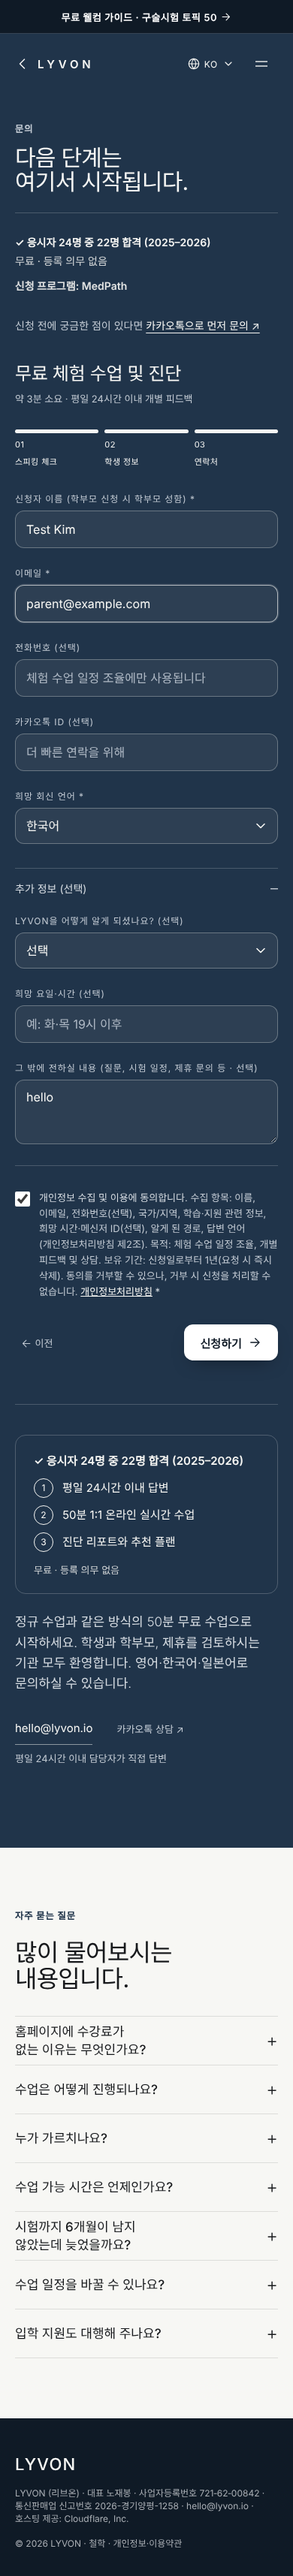 무료 웰컴 가이드 · 구술시험 토픽 50 →
LYVON
KO
문의
다음 단계는
여기서 시작됩니다.
✓ 응시자 24명 중 22명 합격 (2025–2026)
무료 · 등록 의무 없음
신청 프로그램: MedPath
신청 전에 궁금한 점이 있다면 카카오톡으로 먼저 문의 ↗
무료 체험 수업 및 진단
약 3분 소요 · 평일 24시간 이내 개별 피드백
01
스피킹 체크
02
학생 정보
03
연락처
신청자 이름 (학부모 신청 시 학부모 성함) *
Test Kim
이메일 *
parent@example.com
전화번호 (선택)
체험 수업 일정 조율에만 사용됩니다
카카오톡 ID (선택)
더 빠른 연락을 위해
희망 회신 언어 *
한국어
추가 정보 (선택)
LYVON을 어떻게 알게 되셨나요? (선택)
선택
희망 요일·시간 (선택)
예: 화·목 19시 이후
그 밖에 전하실 내용 (질문, 시험 일정, 제휴 문의 등 · 선택)
hello
개인정보 수집 및 이용에 동의합니다. 수집 항목: 이름,
이메일, 전화번호(선택), 국가/지역, 학습·지원 관련 정보,
희망 시간·메신저 ID(선택), 알게 된 경로, 답변 언어
(개인정보처리방침 제2조). 목적: 체험 수업 일정 조율, 개별
피드백 및 상담. 보유 기간: 신청일로부터 1년(요청 시 즉시
삭제). 동의를 거부할 수 있으나, 거부 시 신청을 처리할 수
없습니다. 개인정보처리방침 *
← 이전
신청하기 →
✓ 응시자 24명 중 22명 합격 (2025–2026)
1 평일 24시간 이내 답변
2 50분 1:1 온라인 실시간 수업
3 진단 리포트와 추천 플랜
무료 · 등록 의무 없음
정규 수업과 같은 방식의 50분 무료 수업으로
시작하세요. 학생과 학부모, 제휴를 검토하시는
기관 모두 환영합니다. 영어·한국어·일본어로
문의하실 수 있습니다.
hello@lyvon.io
카카오톡 상담 ↗
평일 24시간 이내 담당자가 직접 답변
자주 묻는 질문
많이 물어보시는
내용입니다.
홈페이지에 수강료가
없는 이유는 무엇인가요?
수업은 어떻게 진행되나요?
누가 가르치나요?
수업 가능 시간은 언제인가요?
시험까지 6개월이 남지
않았는데 늦었을까요?
수업 일정을 바꿀 수 있나요?
입학 지원도 대행해 주나요?
LYVON
LYVON (리브온) · 대표 노재봉 · 사업자등록번호 721-62-00842 ·
통신판매업 신고번호 2026-경기양평-1258 · hello@lyvon.io ·
호스팅 제공: Cloudflare, Inc.
© 2026 LYVON · 철학 · 개인정보·이용약관